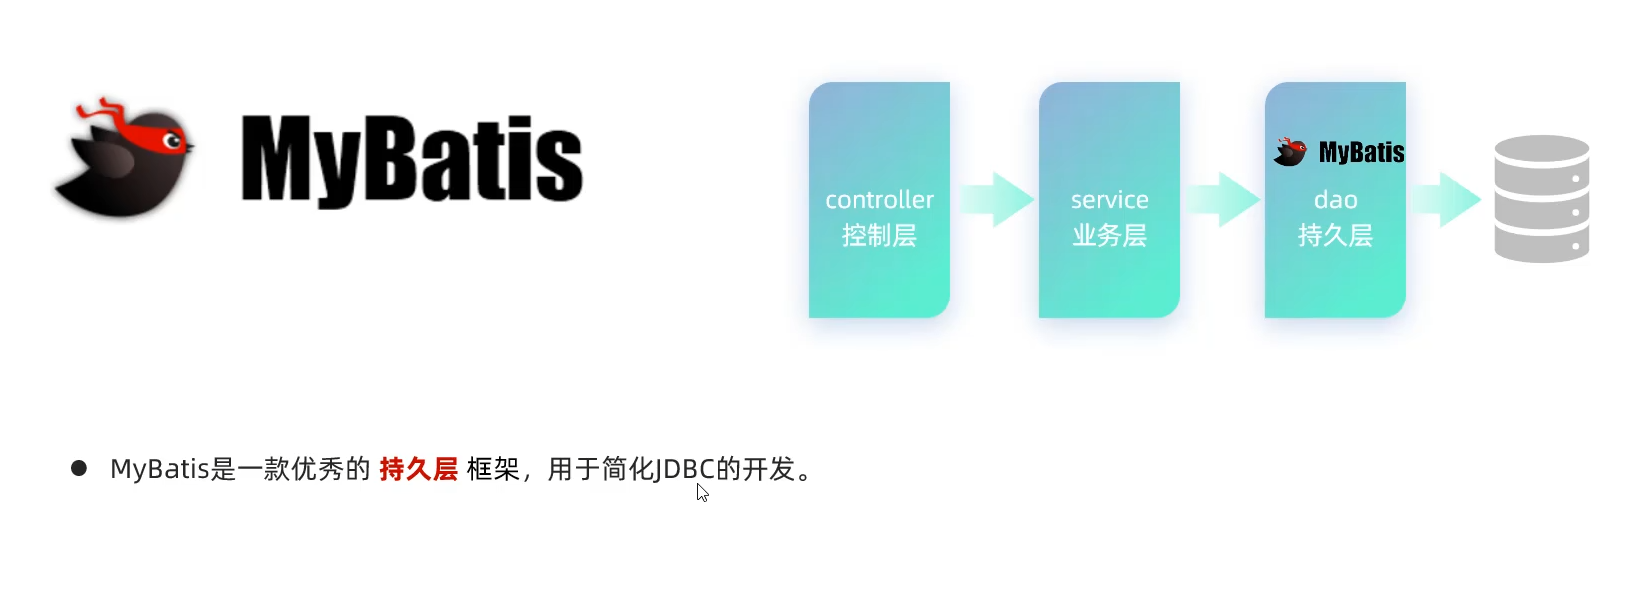 MyBatis
controller
控制层
service
业务层
MyBatis
dao
持久层
MyBatis是一款优秀的 持久层 框架，用于简化JDBC的开发。